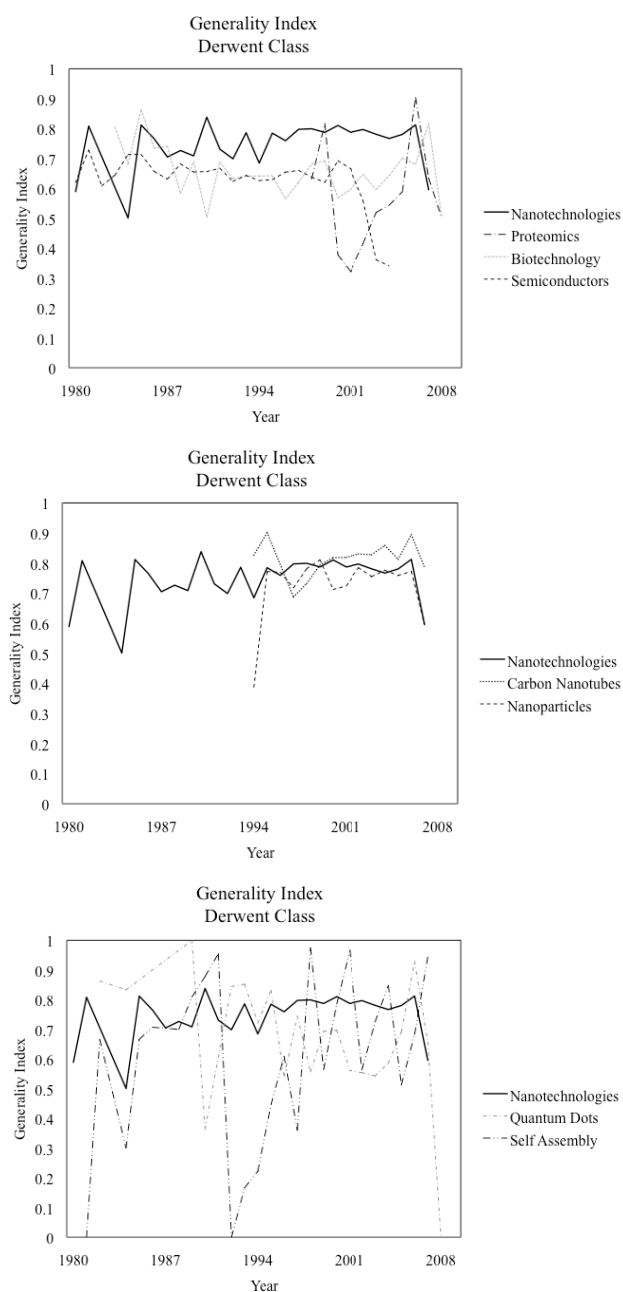 Generality Index
Derwent Class
1
0.9
0.8
0.7
0.6
0.5
0.4
0.3
0.2
0.1
0
Generality Index
1980 1987 1994 2001 2008
Year
Nanotechnologies
Proteomics
Biotechnology
Semiconductors
Generality Index
Derwent Class
1
0.9
0.8
0.7
0.6
0.5
0.4
0.3
0.2
0.1
0
Generality Index
1980 1987 1994 2001 2008
Year
Nanotechnologies
Carbon Nanotubes
Nanoparticles
Generality Index
Derwent Class
1
0.9
0.8
0.7
0.6
0.5
0.4
0.3
0.2
0.1
0
Generality Index
1980 1987 1994 2001 2008
Year
Nanotechnologies
Quantum Dots
Self Assembly